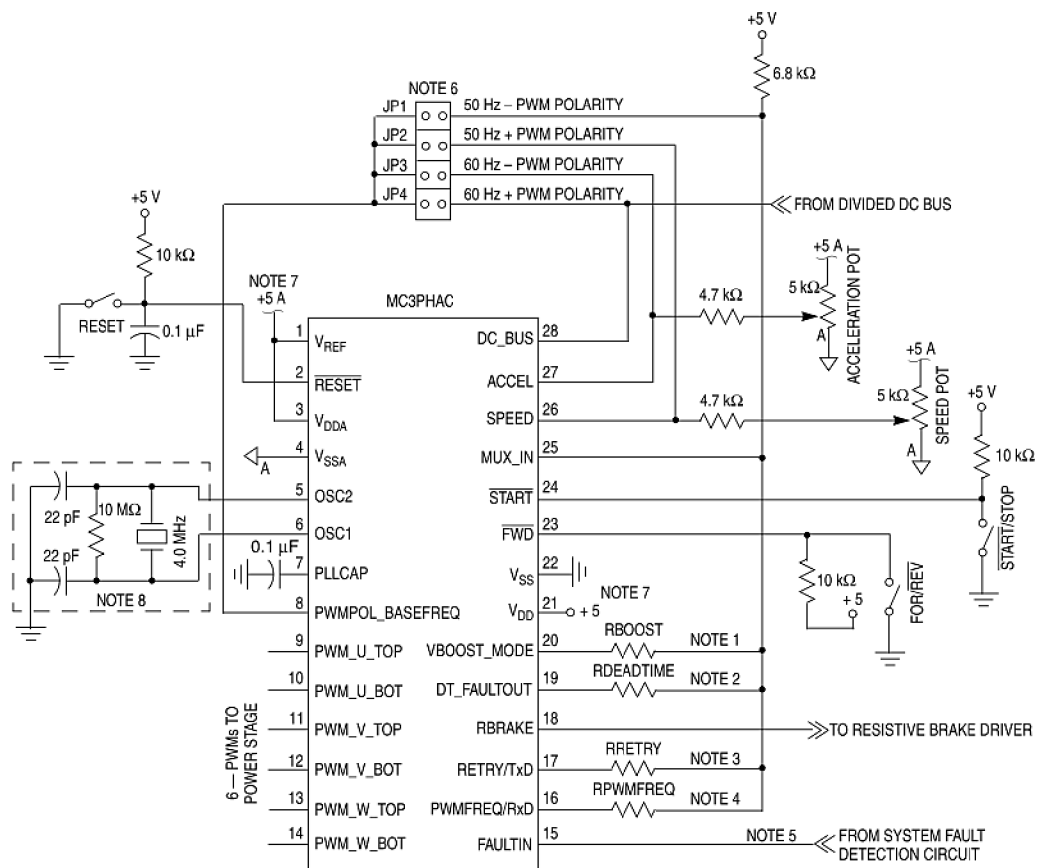 +5 V
6.8 kΩ
NOTE 6
JP1
50 Hz – PWM POLARITY
JP2
50 Hz + PWM POLARITY
JP3
60 Hz – PWM POLARITY
JP4
60 Hz + PWM POLARITY
FROM DIVIDED DC BUS
+5 V
10 kΩ
RESET
0.1 µF
NOTE 7
+5 A
MC3PHAC
4.7 kΩ
+5 A
5 kΩ
A
ACCELERATION POT
4.7 kΩ
+5 A
5 kΩ
A
SPEED POT
+5 V
10 kΩ
START/STOP
1
VREF
28
DC_BUS
2
RESET
27
ACCEL
3
VDDA
26
SPEED
4
VSSA
A
25
MUX_IN
5
OSC2
24
START
6
OSC1
23
FWD
7
PLLCAP
0.1 µF
22
VSS
8
PWMPOL_BASEFREQ
21
VDD
NOTE 7
+ 5
10 kΩ
+ 5
FOR/REV
22 pF
10 MΩ
4.0 MHz
22 pF
NOTE 8
9
PWM_U_TOP
20
VBOOST_MODE
RBOOST
NOTE 1
10
PWM_U_BOT
19
DT_FAULTOUT
RDEADTIME
NOTE 2
11
PWM_V_TOP
18
RBRAKE
TO RESISTIVE BRAKE DRIVER
12
PWM_V_BOT
17
RETRY/TxD
RRETRY
NOTE 3
13
PWM_W_TOP
16
PWMFREQ/RxD
RPWMFREQ
NOTE 4
14
PWM_W_BOT
15
FAULTIN
NOTE 5
FROM SYSTEM FAULT
DETECTION CIRCUIT
6 — PWMs TO
POWER STAGE